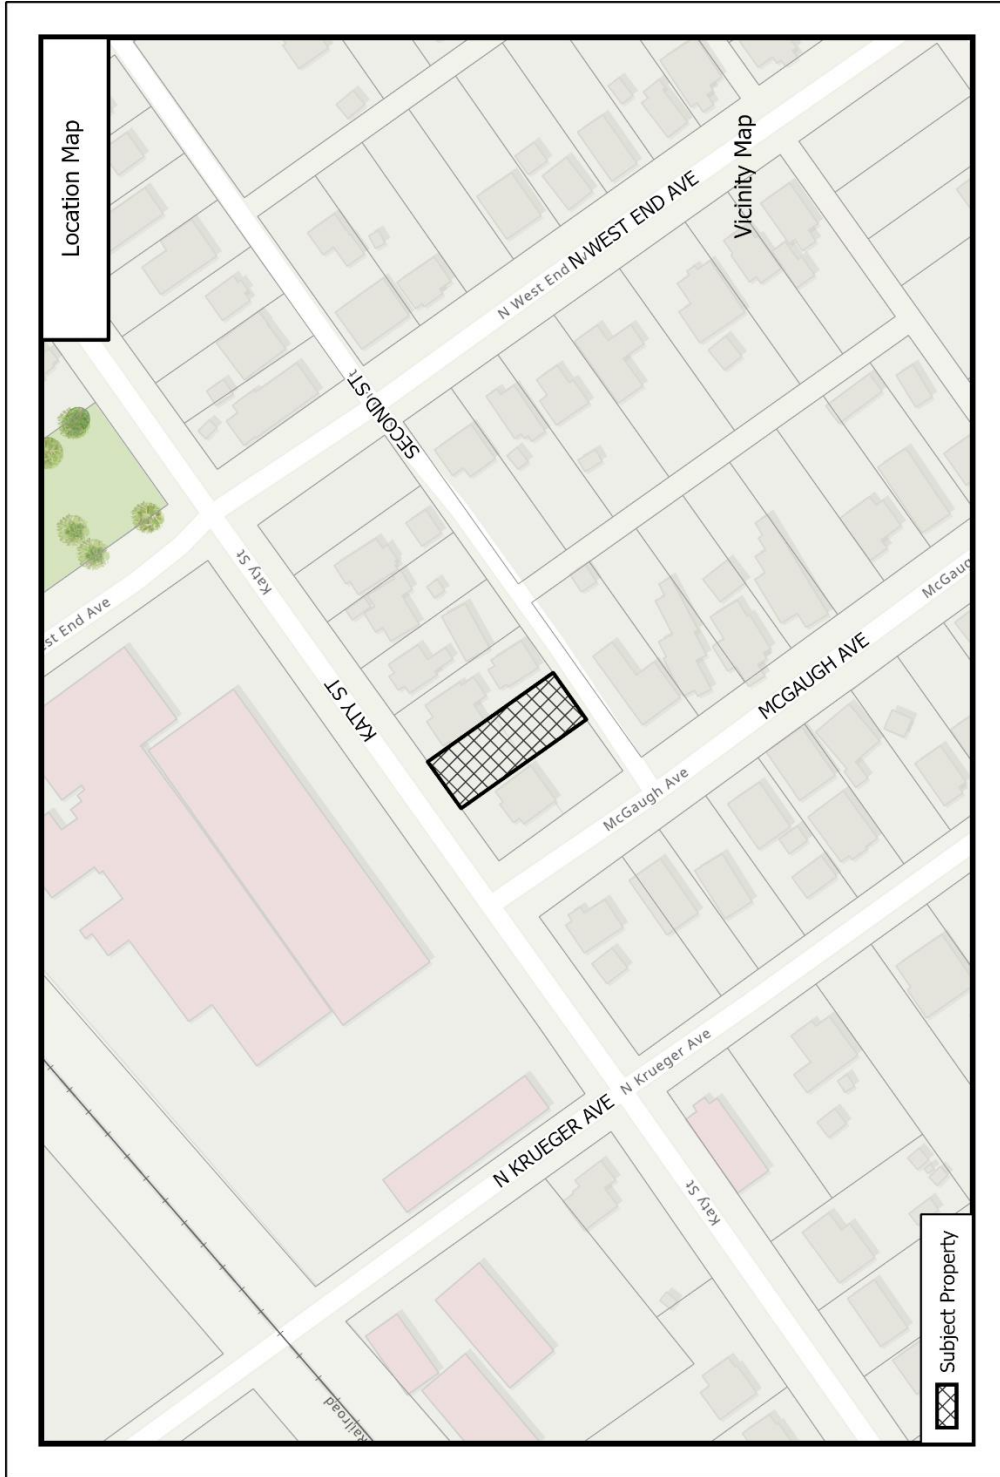 Location Map
Vicinity Map
N WEST END AVE
N West End
st End Ave
SECOND ST
t
Katy St
KATY ST
MCGAUGH AVE
McGaugh Ave
McGaug
N KRUEGER AVE
N Krueger Ave
Katy St
Railroad
Subject Property